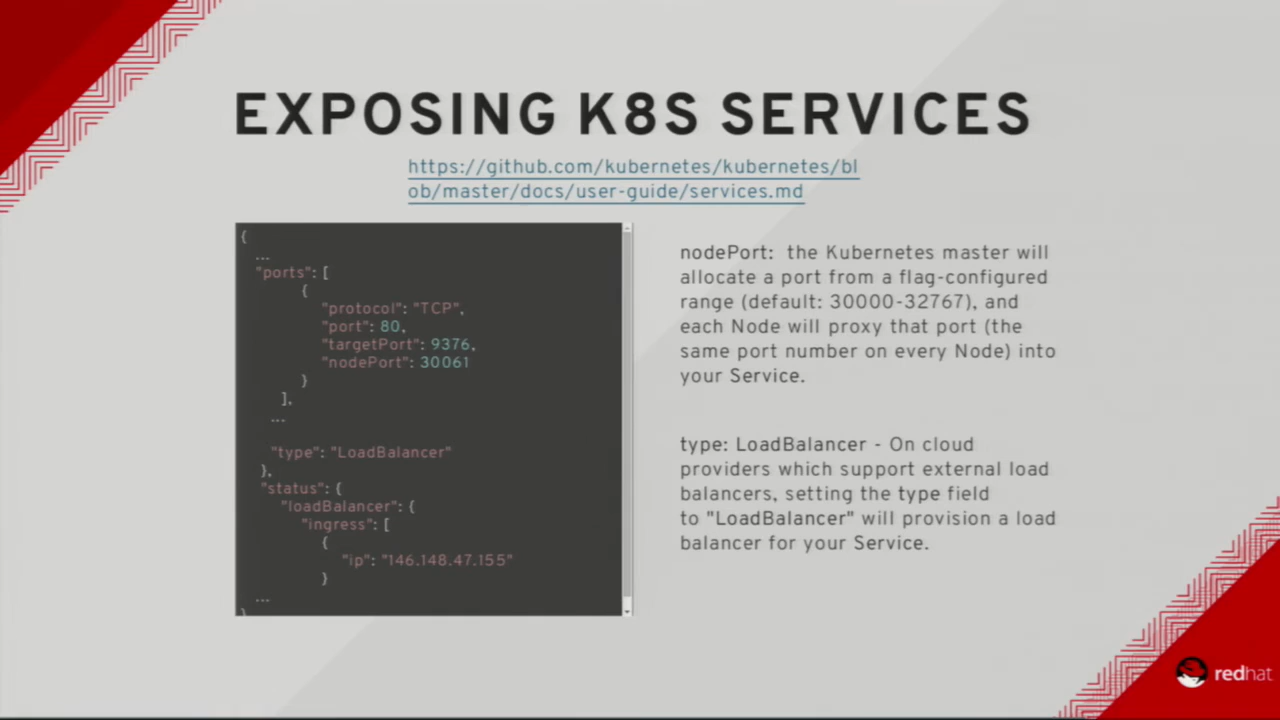 EXPOSING K8S SERVICES
https://github.com/kubernetes/kubernetes/bl
ob/master/docs/user-guide/services.md
{
...
"ports": [
{
"protocol": "TCP",
"port": 80,
"targetPort": 9376,
"nodePort": 30061
}
],
...
"type": "LoadBalancer"
},
"status": {
"loadBalancer": {
"ingress": [
{
"ip": "146.148.47.155"
}
...
}
nodePort: the Kubernetes master will
allocate a port from a flag-configured
range (default: 30000-32767), and
each Node will proxy that port (the
same port number on every Node) into
your Service.
type: LoadBalancer - On cloud
providers which support external load
balancers, setting the type field
to "LoadBalancer" will provision a load
balancer for your Service.
redhat